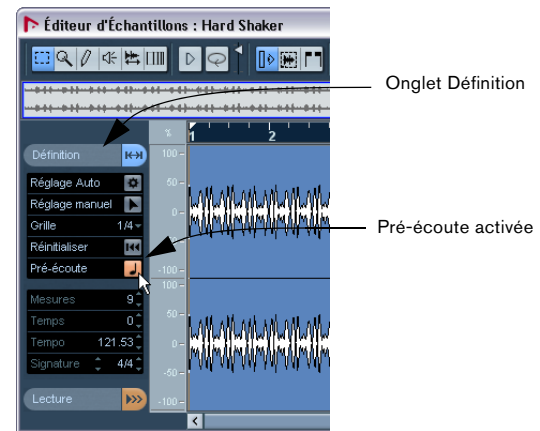 Éditeur d'Échantillons : Hard Shaker
Onglet Définition
% 1 2
Définition
100
Réglage Auto
50
Réglage manuel
0
Grille 1/4
Réinitialiser
Pré-écoute activée
Pré-écoute
-100
100
Mesures 9
50
Temps 0
Tempo 121.53
0
Signature 4/4
-50
Lecture
-100